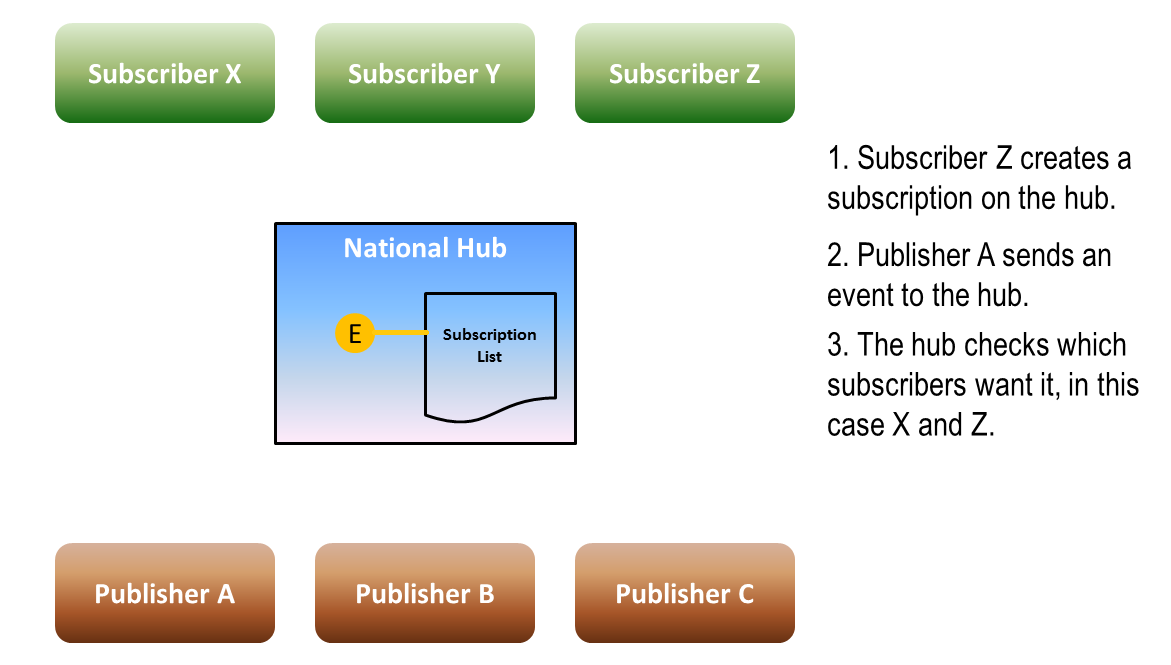 Subscriber X
Subscriber Y
Subscriber Z
1. Subscriber Z creates a
subscription on the hub.
National Hub
2. Publisher A sends an
event to the hub.
E
Subscription
List
3. The hub checks which
subscribers want it, in this
case X and Z.
Publisher A
Publisher B
Publisher C